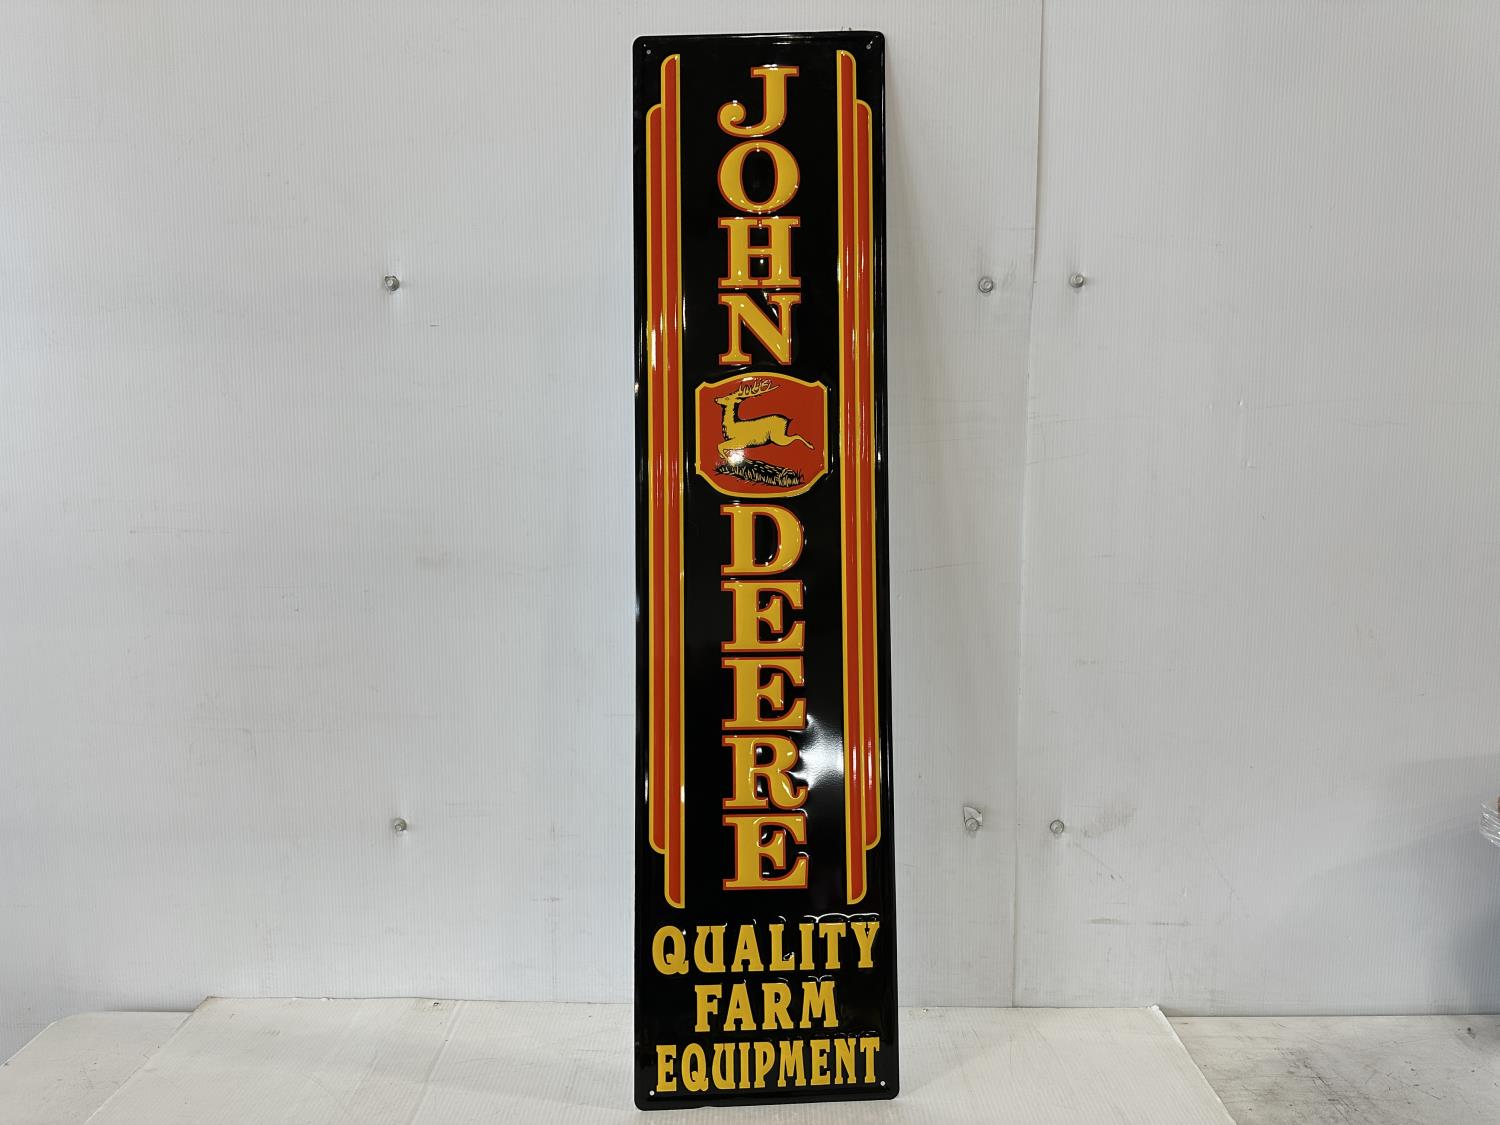 JOHN
DEERE
QUALITY
FARM
EQUIPMENT